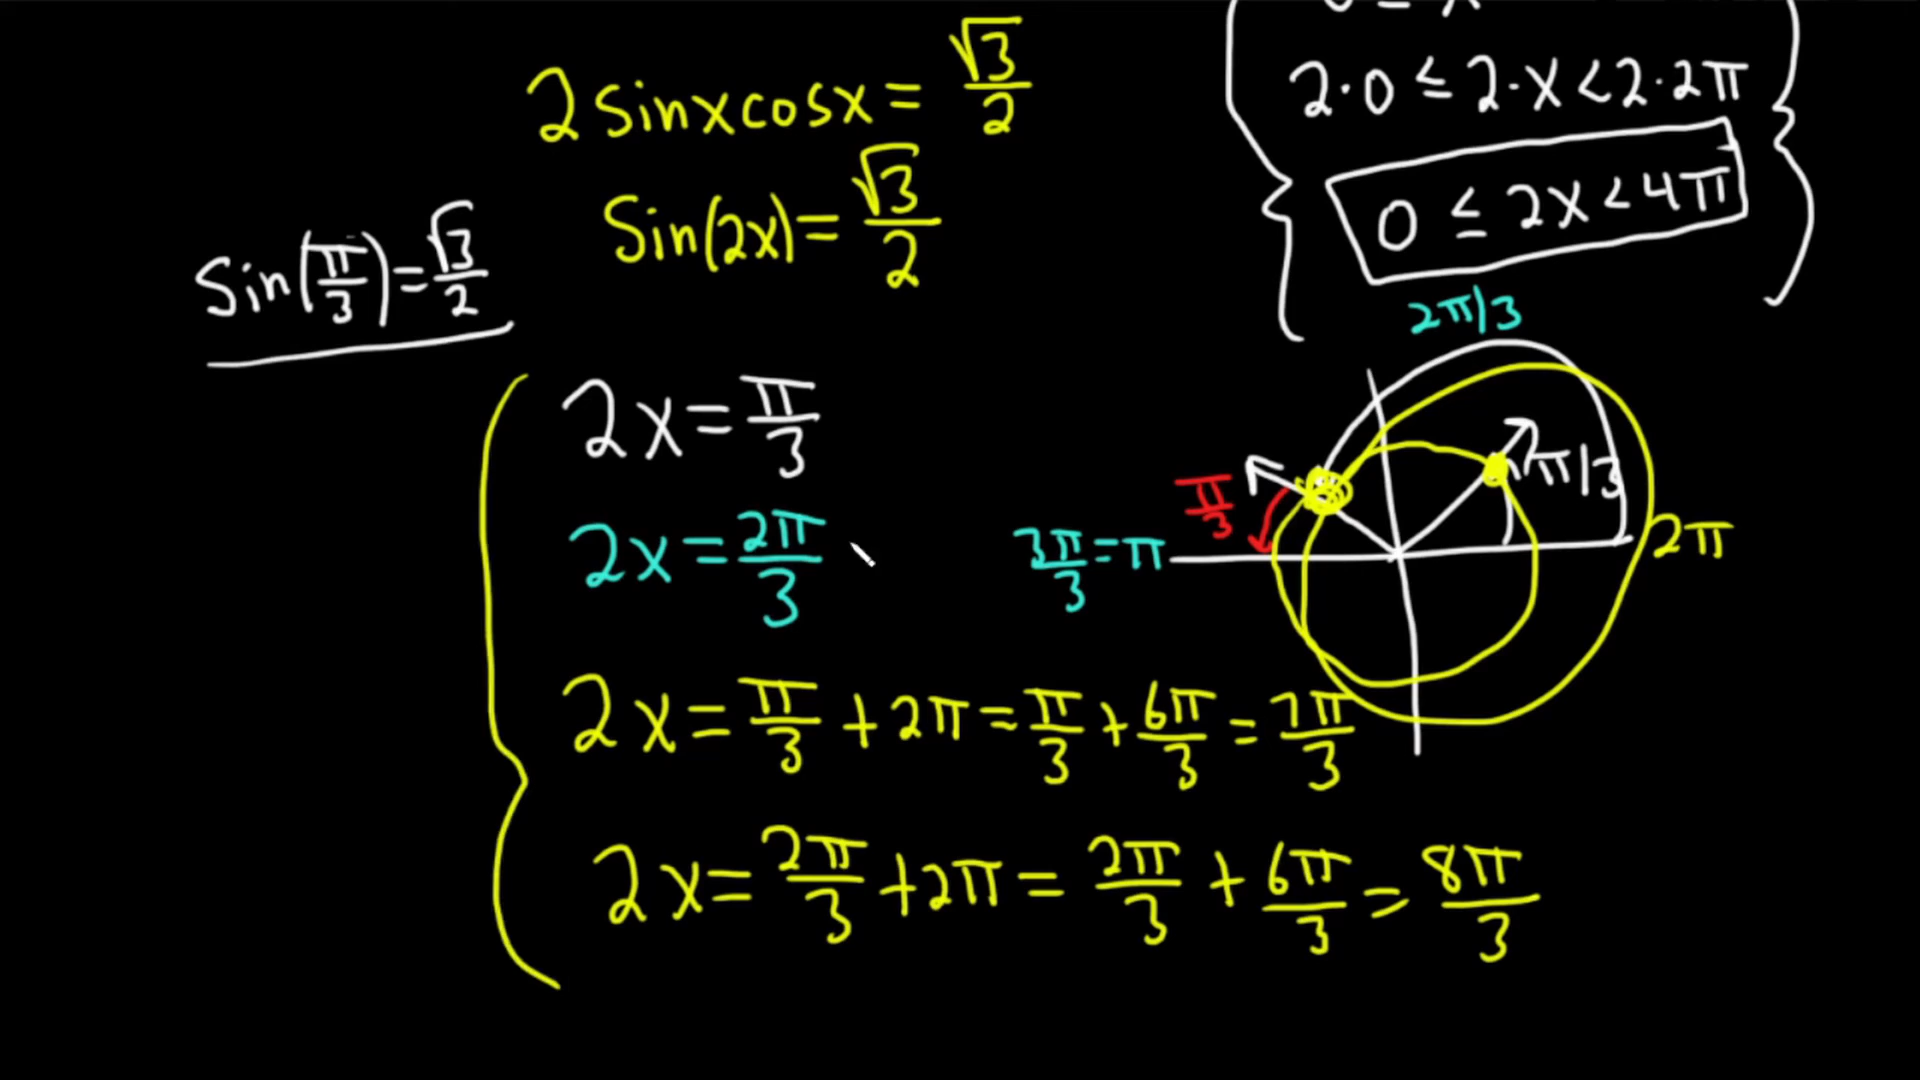 2sinxcosx = √3/2
2·0 ≤ 2·x < 2·2π
Sin(2x) = √3/2
0 ≤ 2x < 4π
Sin(π/3) = √3/2
2π/3
2x = π/3
π/3
π/3
2x = 2π/3
3π/3 = π
2π
2x = π/3 + 2π = π/3 + 6π/3 = 7π/3
2x = 2π/3 + 2π = 2π/3 + 6π/3 = 8π/3